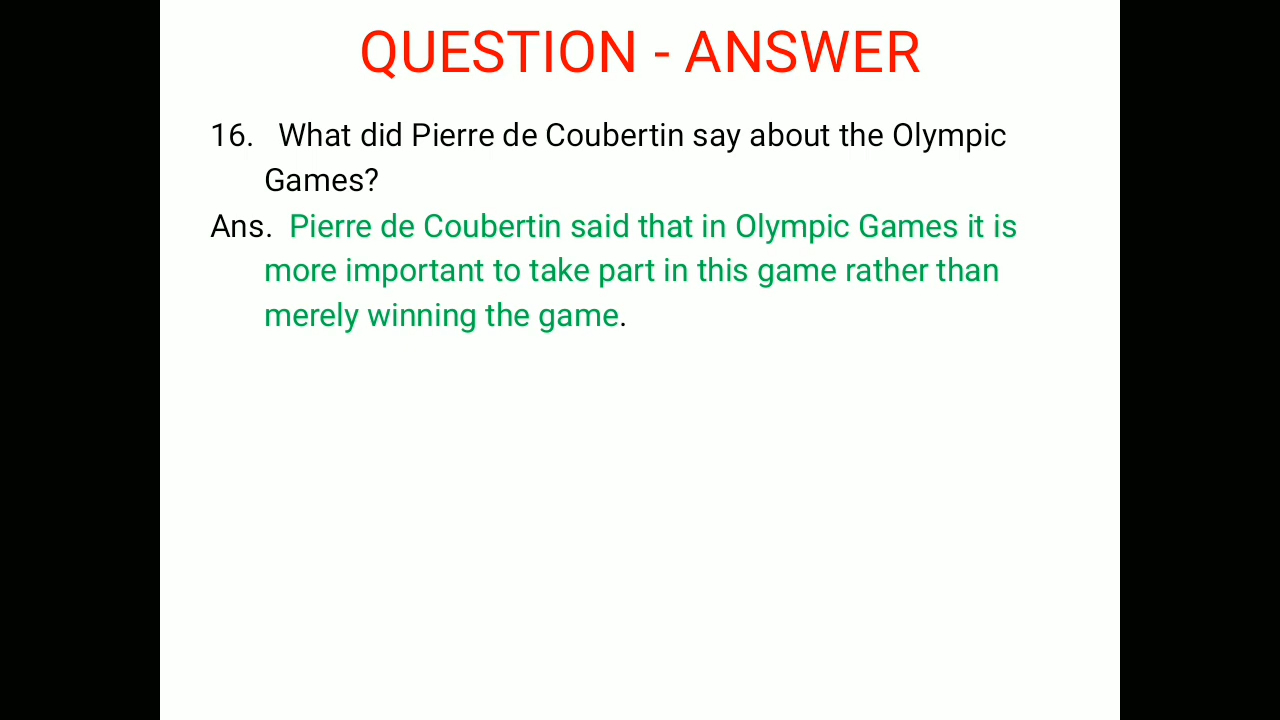 QUESTION - ANSWER
16. What did Pierre de Coubertin say about the Olympic
Games?
Ans. Pierre de Coubertin said that in Olympic Games it is
more important to take part in this game rather than
merely winning the game.